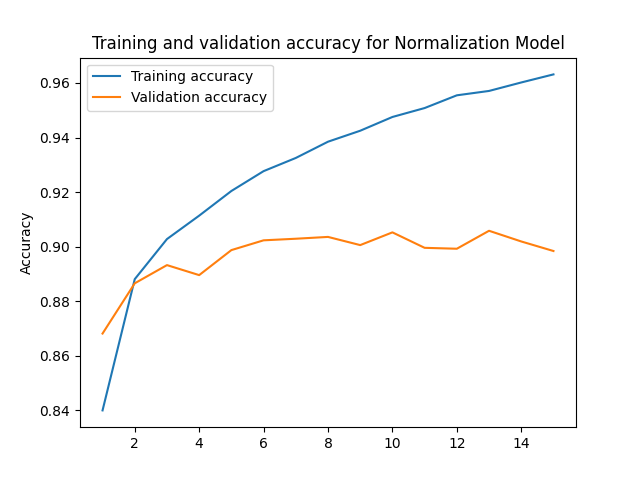 Training and validation accuracy for Normalization Model
Training accuracy
Validation accuracy
Accuracy
0.96
0.94
0.92
0.90
0.88
0.86
0.84
2 4 6 8 10 12 14